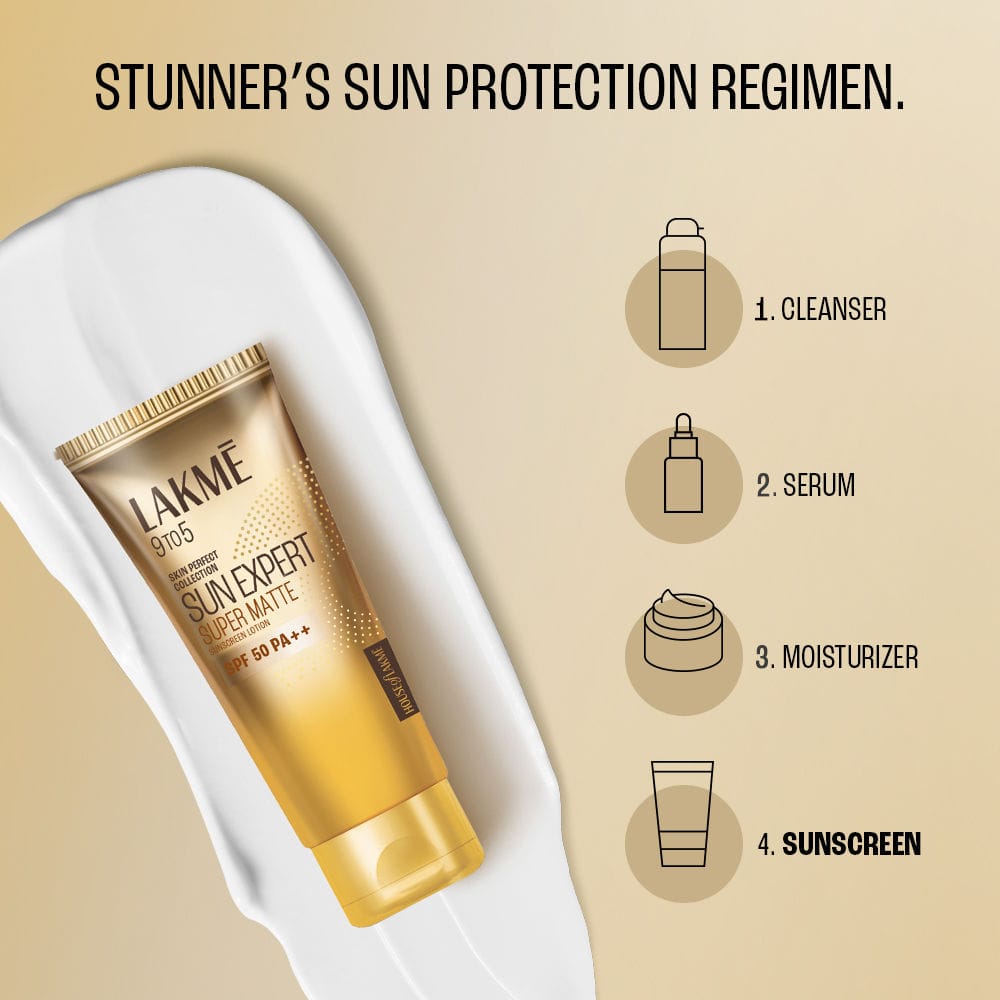 STUNNER'S SUN PROTECTION REGIMEN.
LAKMĒ
9TO5
SKIN PERFECT
COLLECTION
SUN EXPERT
SUPER MATTE
SUNSCREEN LOTION
SPF 50 PA++
HOUSE of LAKMĒ
1. CLEANSER
2. SERUM
3. MOISTURIZER
4. SUNSCREEN